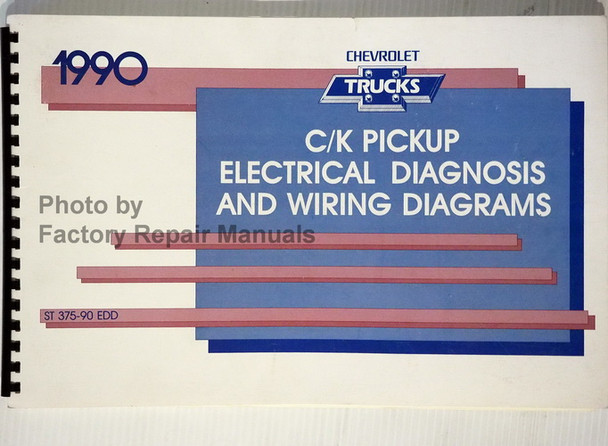 1990
CHEVROLET
TRUCKS
C/K PICKUP
ELECTRICAL DIAGNOSIS
AND WIRING DIAGRAMS
Photo by
Factory Repair Manuals
ST 375-90 EDD